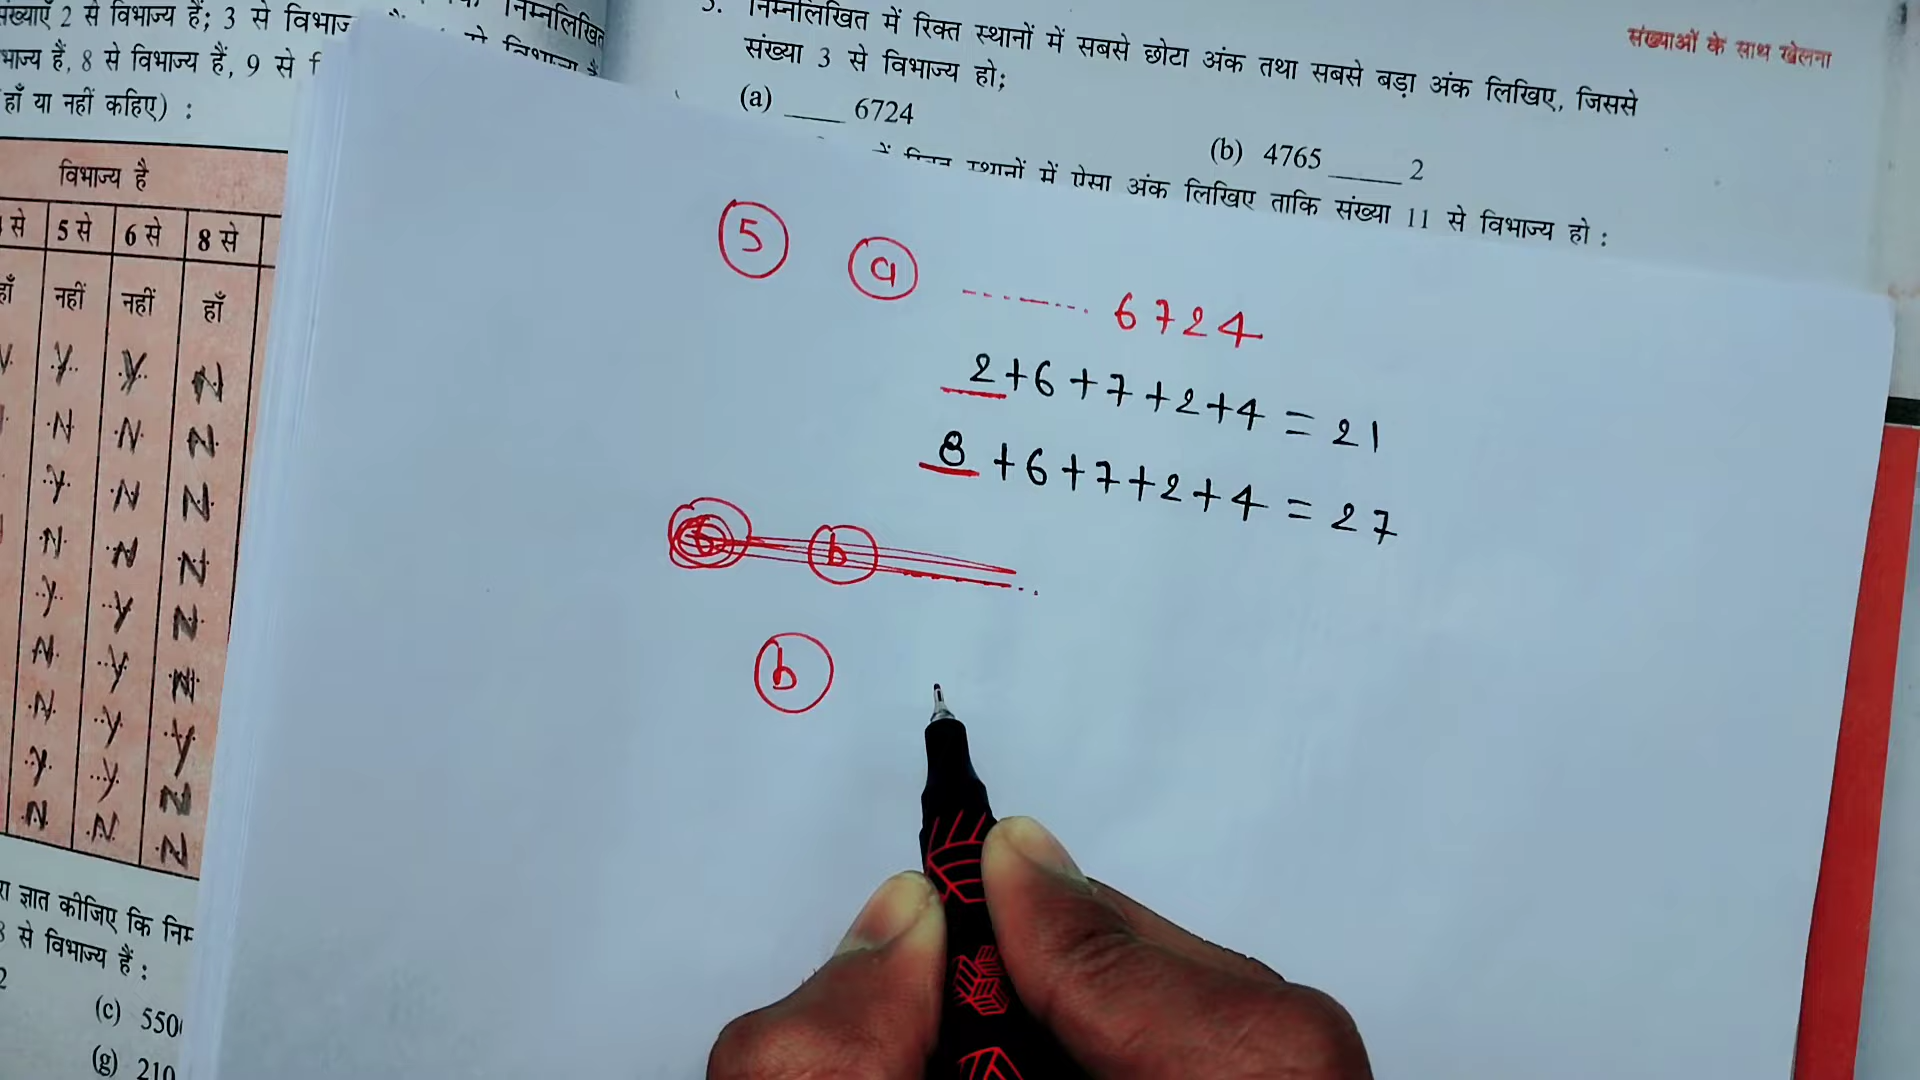 संख्याएँ 2 से विभाज्य हैं; 3 से
निम्नलिखित
हैं, 8 से विभाज्य हैं, 9 से
हाँ या नहीं कहिए) :
विभाज्य है
से 5 से 6 से 8 से
नहीं नहीं हाँ
Y Y N
N N Z
Y N Z
N N Z
Y Y Z
N Y Z
N Y Y
Y Y Z
N N Z
ज्ञात कीजिए कि
से विभाज्य हैं :
2
(c) 550
(g) 210
संख्याओं के साथ खेलना
5. निम्नलिखित में रिक्त स्थानों में सबसे छोटा अंक तथा सबसे बड़ा अंक लिखिए, जिससे
संख्या 3 से विभाज्य हो;
(a) ____ 6724
(b) 4765 ____ 2
स्थानों में ऐसा अंक लिखिए ताकि संख्या 11 से विभाज्य हो :
5 a ........ 6724
2+6+7+2+4=21
8+6+7+2+4=27
b
b